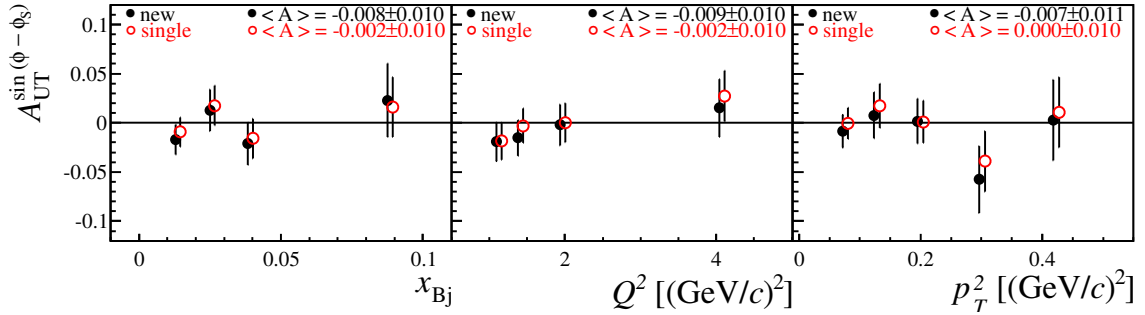 A_UT^sin (ϕ − ϕ_S)
0.1
0.05
0
-0.05
-0.1
new < A > = -0.008±0.010
single < A > = -0.002±0.010
0 0.05 0.1
x_Bj
new < A > = -0.009±0.010
single < A > = -0.002±0.010
2 4
Q² [(GeV/c)²]
new < A > = -0.007±0.011
single < A > = 0.000±0.010
0 0.2 0.4
p_T² [(GeV/c)²]